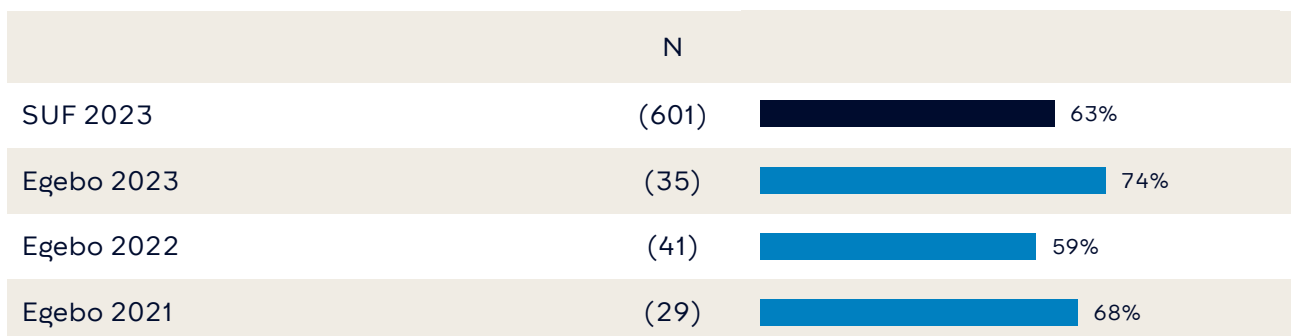 N
SUF 2023 (601) 63%
Egebo 2023 (35) 74%
Egebo 2022 (41) 59%
Egebo 2021 (29) 68%